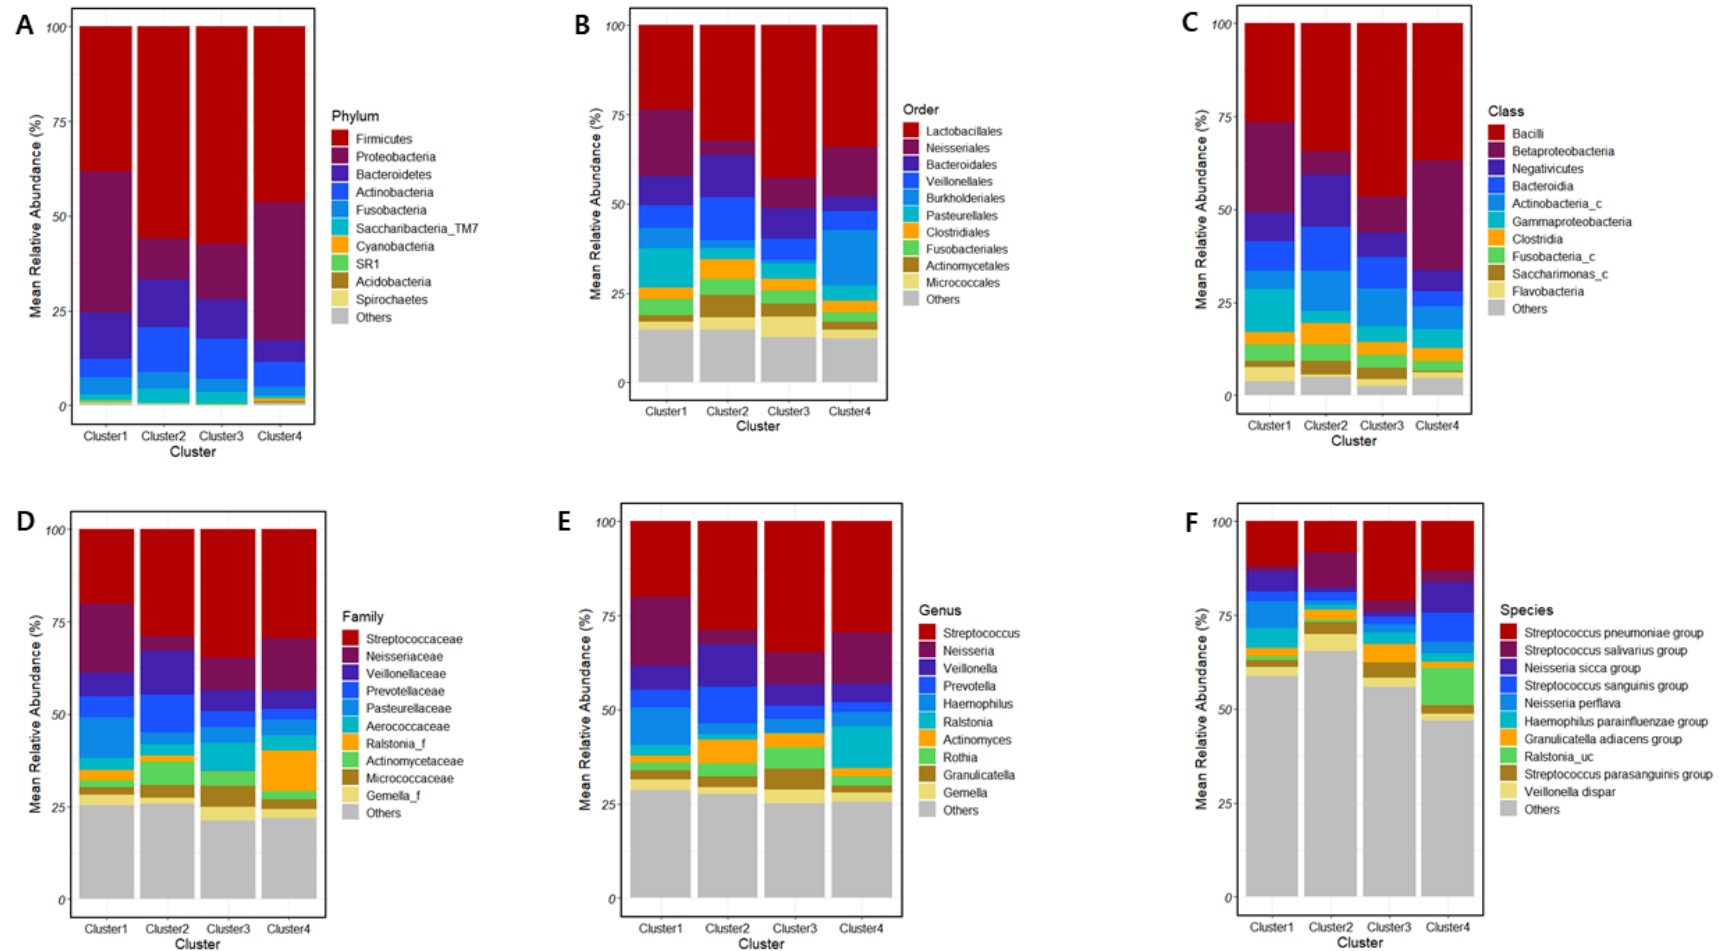 A
100
75
50
25
0
Mean Relative Abundance (%)
Cluster1 Cluster2 Cluster3 Cluster4
Cluster
Phylum
Firmicutes
Proteobacteria
Bacteroidetes
Actinobacteria
Fusobacteria
Saccharibacteria_TM7
Cyanobacteria
SR1
Acidobacteria
Spirochaetes
Others
B
100
75
50
25
0
Mean Relative Abundance (%)
Cluster1 Cluster2 Cluster3 Cluster4
Cluster
Order
Lactobacillales
Neisseriales
Bacteroidales
Veillonellales
Burkholderiales
Pasteurellales
Clostridiales
Fusobacteriales
Actinomycetales
Micrococcales
Others
C
100
75
50
25
0
Mean Relative Abundance (%)
Cluster1 Cluster2 Cluster3 Cluster4
Cluster
Class
Bacilli
Betaproteobacteria
Negativicutes
Bacteroidia
Actinobacteria_c
Gammaproteobacteria
Clostridia
Fusobacteria_c
Saccharimonas_c
Flavobacteria
Others
D
100
75
50
25
0
Mean Relative Abundance (%)
Cluster1 Cluster2 Cluster3 Cluster4
Cluster
Family
Streptococcaceae
Neisseriaceae
Veillonellaceae
Prevotellaceae
Pasteurellaceae
Aerococcaceae
Ralstonia_f
Actinomycetaceae
Micrococcaceae
Gemella_f
Others
E
100
75
50
25
0
Mean Relative Abundance (%)
Cluster1 Cluster2 Cluster3 Cluster4
Cluster
Genus
Streptococcus
Neisseria
Veillonella
Prevotella
Haemophilus
Ralstonia
Actinomyces
Rothia
Granulicatella
Gemella
Others
F
100
75
50
25
0
Mean Relative Abundance (%)
Cluster1 Cluster2 Cluster3 Cluster4
Cluster
Species
Streptococcus pneumoniae group
Streptococcus salivarius group
Neisseria sicca group
Streptococcus sanguinis group
Neisseria perflava
Haemophilus parainfluenzae group
Granulicatella adiacens group
Ralstonia_uc
Streptococcus parasanguinis group
Veillonella dispar
Others